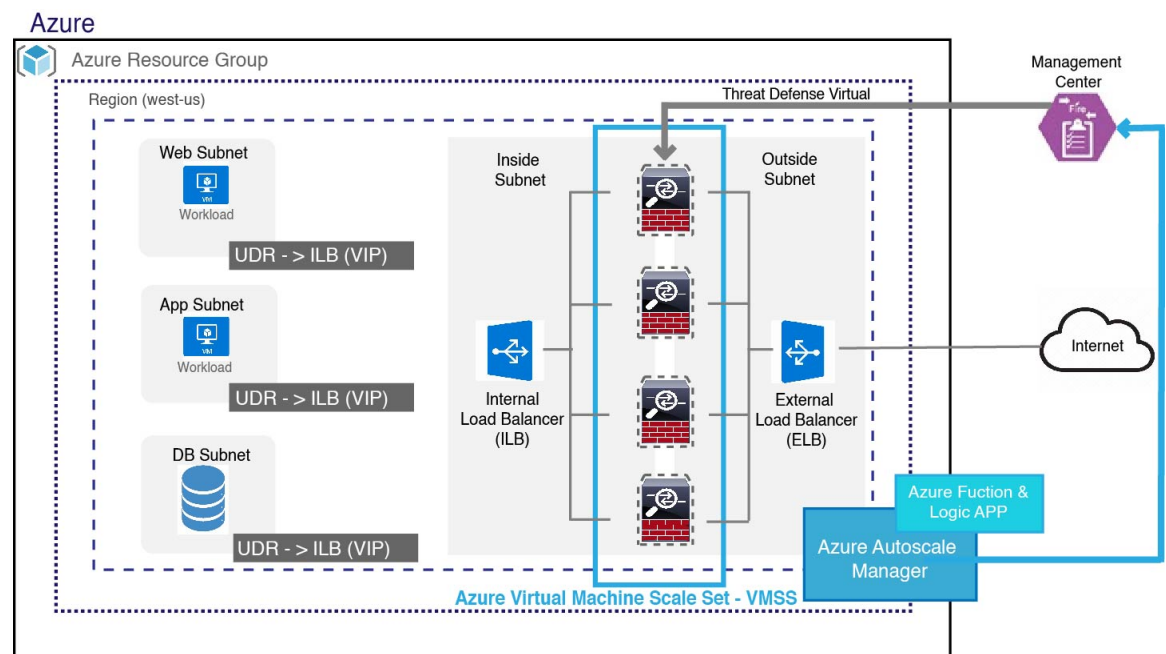 Azure
Azure Resource Group
Region (west-us)
Threat Defense Virtual
Management
Center
Fire
Web Subnet
VM
Workload
UDR - > ILB (VIP)
App Subnet
VM
Workload
UDR - > ILB (VIP)
DB Subnet
UDR - > ILB (VIP)
Inside
Subnet
Outside
Subnet
Internal
Load Balancer
(ILB)
External
Load Balancer
(ELB)
Internet
Azure Fuction &
Logic APP
Azure Autoscale
Manager
Azure Virtual Machine Scale Set - VMSS